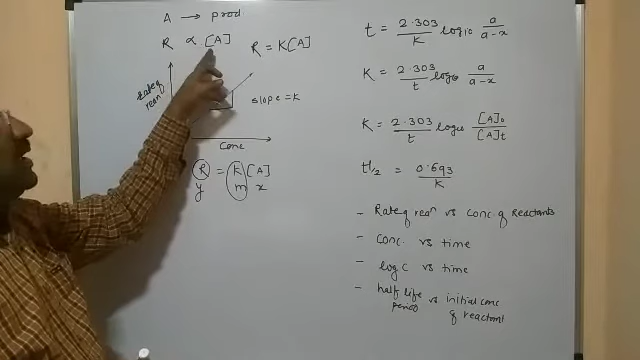 A → prod
R ∝ [A]
R = K[A]
Rate of
rean
slope = K
Conc
R = k [A]
y m x
t = 2.303/K log10 a/a-x
K = 2.303/t log10 a/a-x
K = 2.303/t log10 [A]0/[A]t
t1/2 = 0.693/K
- Rate of rean vs Conc. of Reactants
- Conc. vs time
- log C vs time
- half life period vs initial conc
of reactant